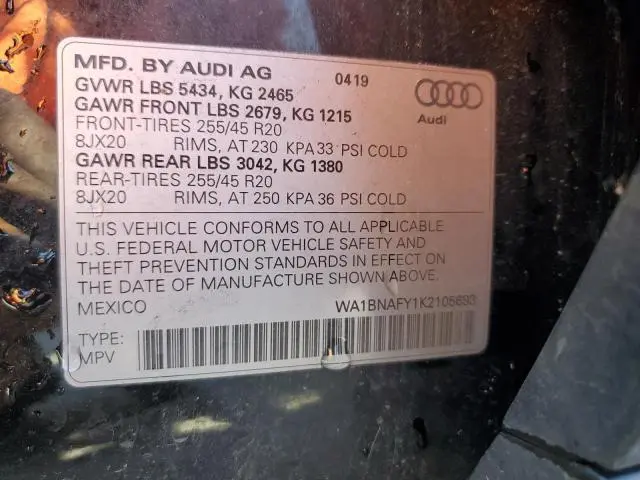 MFD. BY AUDI AG 0419
GVWR LBS 5434, KG 2465
GAWR FRONT LBS 2679, KG 1215
FRONT-TIRES 255/45 R20
8JX20 RIMS, AT 230 KPA 33 PSI COLD
GAWR REAR LBS 3042, KG 1380
REAR-TIRES 255/45 R20
8JX20 RIMS, AT 250 KPA 36 PSI COLD
Audi
THIS VEHICLE CONFORMS TO ALL APPLICABLE
U.S. FEDERAL MOTOR VEHICLE SAFETY AND
THEFT PREVENTION STANDARDS IN EFFECT ON
THE DATE OF MANUFACTURE SHOWN ABOVE.
MEXICO WA1BNAFY1K2105693
TYPE:
MPV